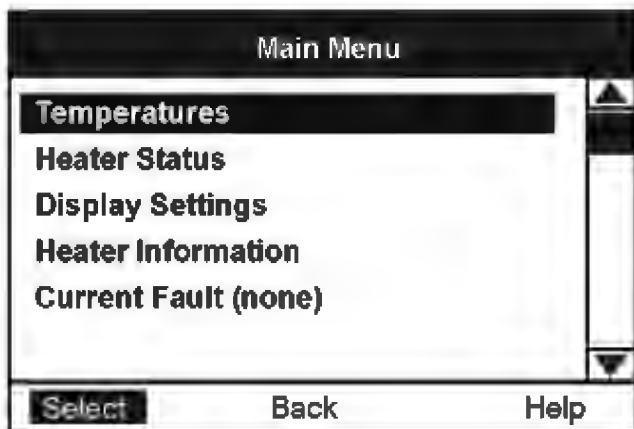 Main Menu
Temperatures
Heater Status
Display Settings
Heater Information
Current Fault (none)
Select Back Help